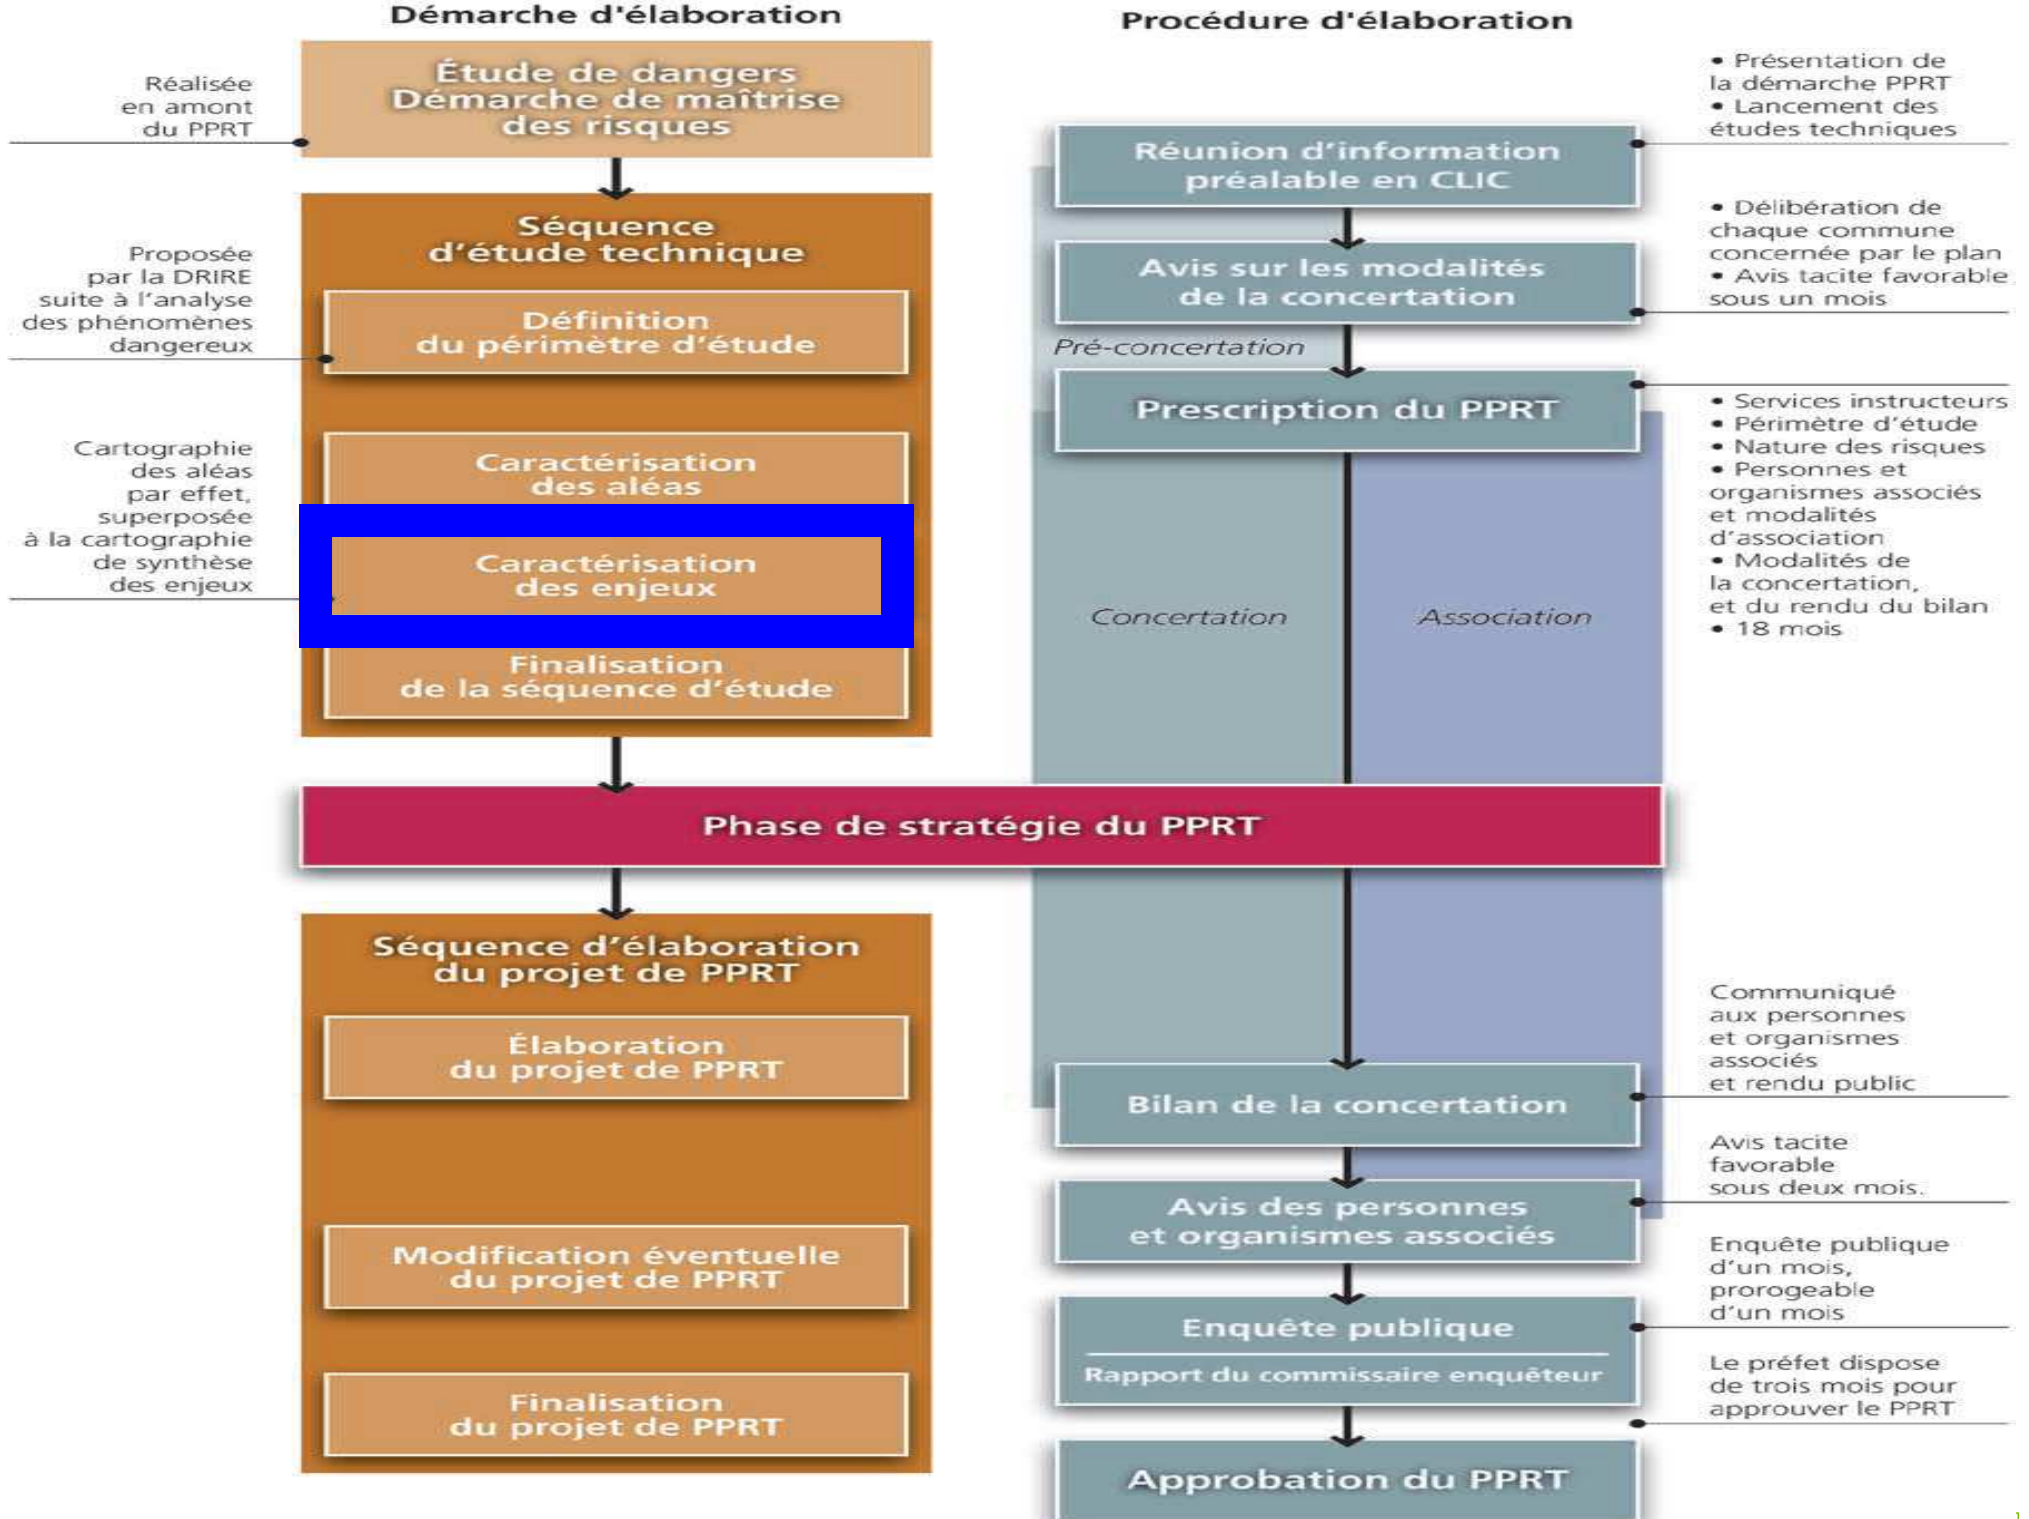 Démarche d'élaboration
Réalisée
en amont
du PPRT
Étude de dangers
Démarche de maîtrise
des risques
Séquence
d'étude technique
Proposée
par la DRIRE
suite à l'analyse
des phénomènes
dangereux
Définition
du périmètre d'étude
Cartographie
des aléas
par effet,
superposée
à la cartographie
de synthèse
des enjeux
Caractérisation
des aléas
Caractérisation
des enjeux
Finalisation
de la séquence d'étude
Procédure d'élaboration
Réunion d'information
préalable en CLIC
• Présentation de
la démarche PPRT
• Lancement des
études techniques
Avis sur les modalités
de la concertation
• Délibération de
chaque commune
concernée par le plan
• Avis tacite favorable
sous un mois
Pré-concertation
Prescription du PPRT
• Services instructeurs
• Périmètre d'étude
• Nature des risques
• Personnes et
organismes associés
et modalités
d'association
• Modalités de
la concertation,
et du rendu du bilan
• 18 mois
Concertation
Association
Phase de stratégie du PPRT
Séquence d'élaboration
du projet de PPRT
Élaboration
du projet de PPRT
Modification éventuelle
du projet de PPRT
Finalisation
du projet de PPRT
Bilan de la concertation
Communiqué
aux personnes
et organismes
associés
et rendu public
Avis des personnes
et organismes associés
Avis tacite
favorable
sous deux mois.
Enquête publique
Rapport du commissaire enquêteur
Enquête publique
d'un mois,
prorogeable
d'un mois
Le préfet dispose
de trois mois pour
approuver le PPRT
Approbation du PPRT